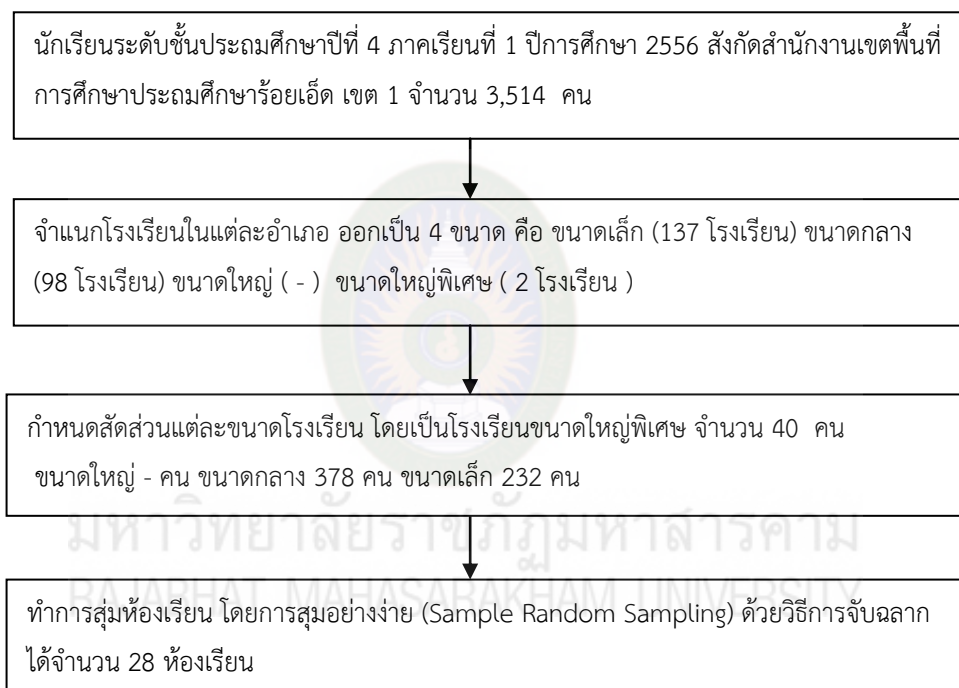 นักเรียนระดับชั้นประถมศึกษาปีที่ 4 ภาคเรียนที่ 1 ปีการศึกษา 2556 สังกัดสำนักงานเขตพื้นที่
การศึกษาประถมศึกษาร้อยเอ็ด เขต 1 จำนวน 3,514 คน
จำแนกโรงเรียนในแต่ละอำเภอ ออกเป็น 4 ขนาด คือ ขนาดเล็ก (137 โรงเรียน) ขนาดกลาง
(98 โรงเรียน) ขนาดใหญ่ ( - ) ขนาดใหญ่พิเศษ ( 2 โรงเรียน )
กำหนดสัดส่วนแต่ละขนาดโรงเรียน โดยเป็นโรงเรียนขนาดใหญ่พิเศษ จำนวน 40 คน
ขนาดใหญ่ - คน ขนาดกลาง 378 คน ขนาดเล็ก 232 คน
มหาวิทยาลัยราชภัฏมหาสารคาม
RAJABHAT MAHASARAKHAM UNIVERSITY
ทำการสุ่มห้องเรียน โดยการสุมอย่างง่าย (Sample Random Sampling) ด้วยวิธีการจับฉลาก
ได้จำนวน 28 ห้องเรียน